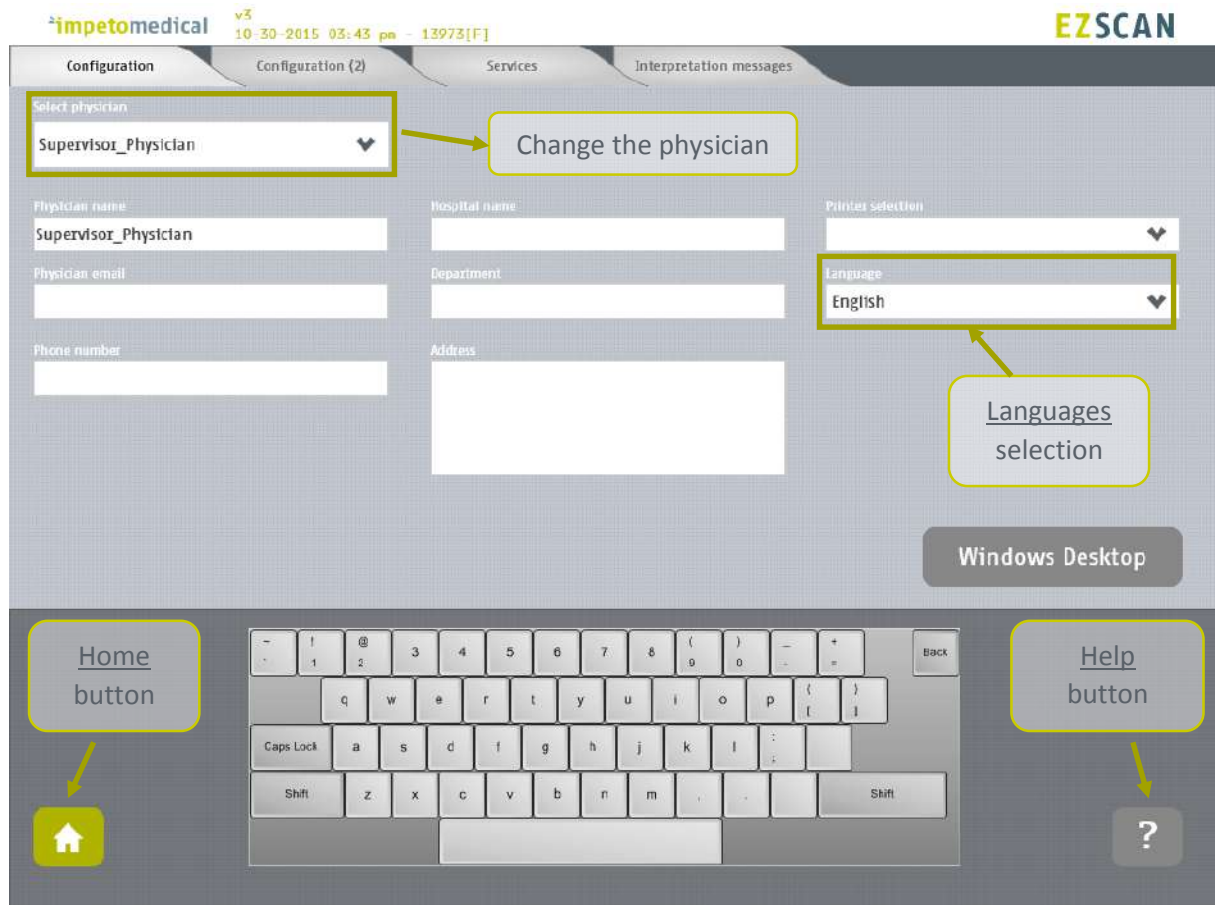 impetomedical
v3
10-30-2015 03:43 pm - 13973[F]
EZSCAN
Configuration
Configuration (2)
Services
Interpretation messages
Select physician
Supervisor_Physician
Change the physician
Physician name
Supervisor_Physician
Hospital name
Printer selection
Physician email
Department
Language
English
Phone number
Address
Languages
selection
Windows Desktop
Home
button
Help
button
~ ! @ 3 4 5 6 7 8 ( ) _ + Back
` 1 2 9 0 - =
q w e r t y u i o p { }
[ ]
Caps Lock a s d f g h j k l :
;
Shift z x c v b n m , . Shift
?